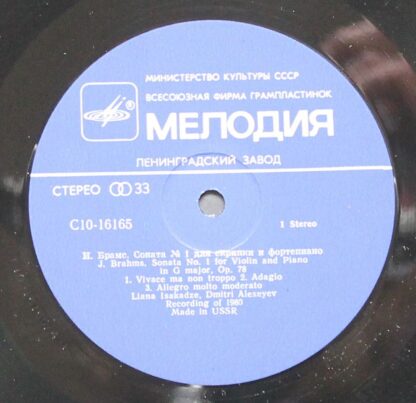 МИНИСТЕРСТВО КУЛЬТУРЫ СССР
ВСЕСОЮЗНАЯ ФИРМА ГРАМПЛАСТИНОК
МЕЛОДИЯ
ЛЕНИНГРАДСКИЙ ЗАВОД
СТЕРЕО 33
С10-16165
1 Stereo
И. Брамс. Соната № 1 для скрипки и фортепиано
J. Brahms, Sonata No. 1 for Violin and Piano
in G major, Op. 78
1. Vivace ma non troppo 2. Adagio
3. Allegro molto moderato
Liana Isakadze, Dmitri Alexeyev
Recording of 1980
Made in USSR